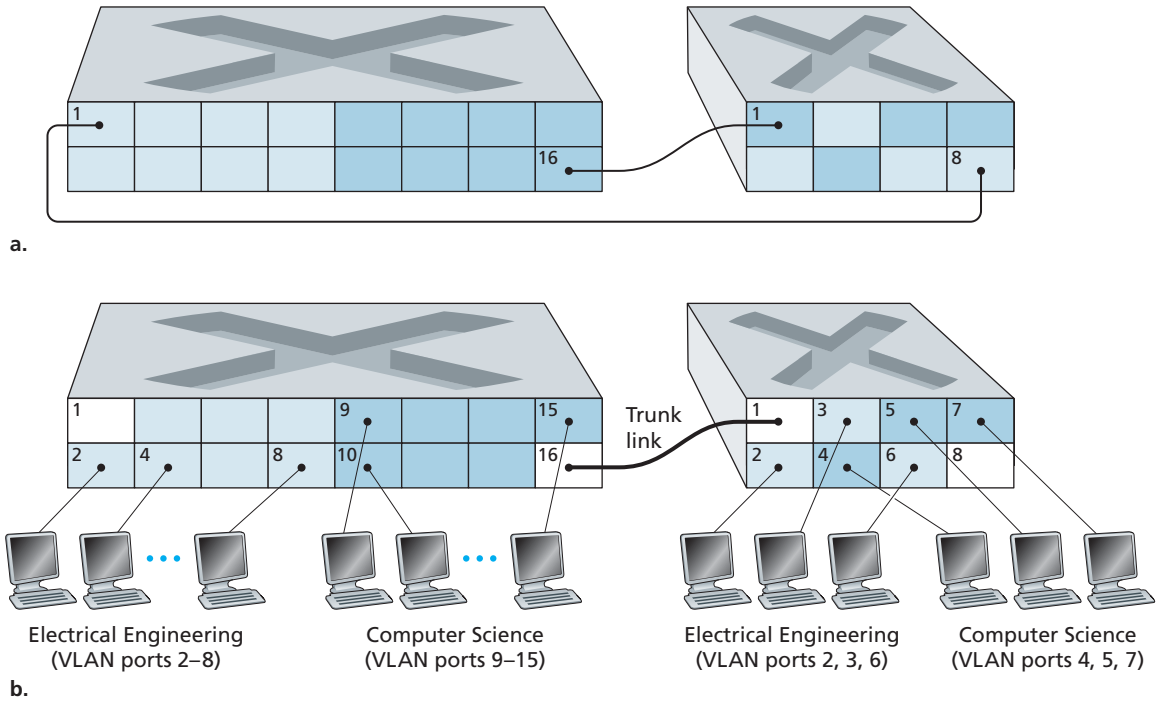 1
16
1
8
a.
1
9
15
2
4
8
10
16
Trunk
link
1
3
5
7
2
4
6
8
Electrical Engineering
(VLAN ports 2–8)
Computer Science
(VLAN ports 9–15)
Electrical Engineering
(VLAN ports 2, 3, 6)
Computer Science
(VLAN ports 4, 5, 7)
b.